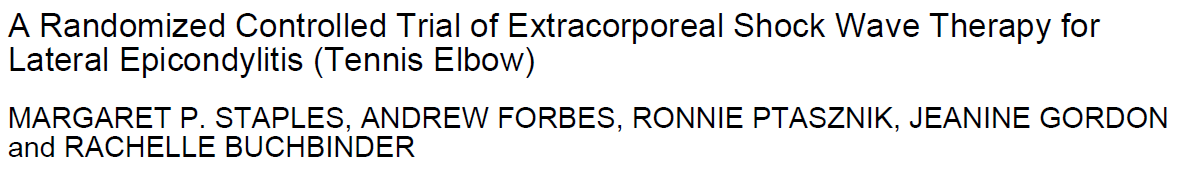 A Randomized Controlled Trial of Extracorporeal Shock Wave Therapy for
Lateral Epicondylitis (Tennis Elbow)
MARGARET P. STAPLES, ANDREW FORBES, RONNIE PTASZNIK, JEANINE GORDON
and RACHELLE BUCHBINDER